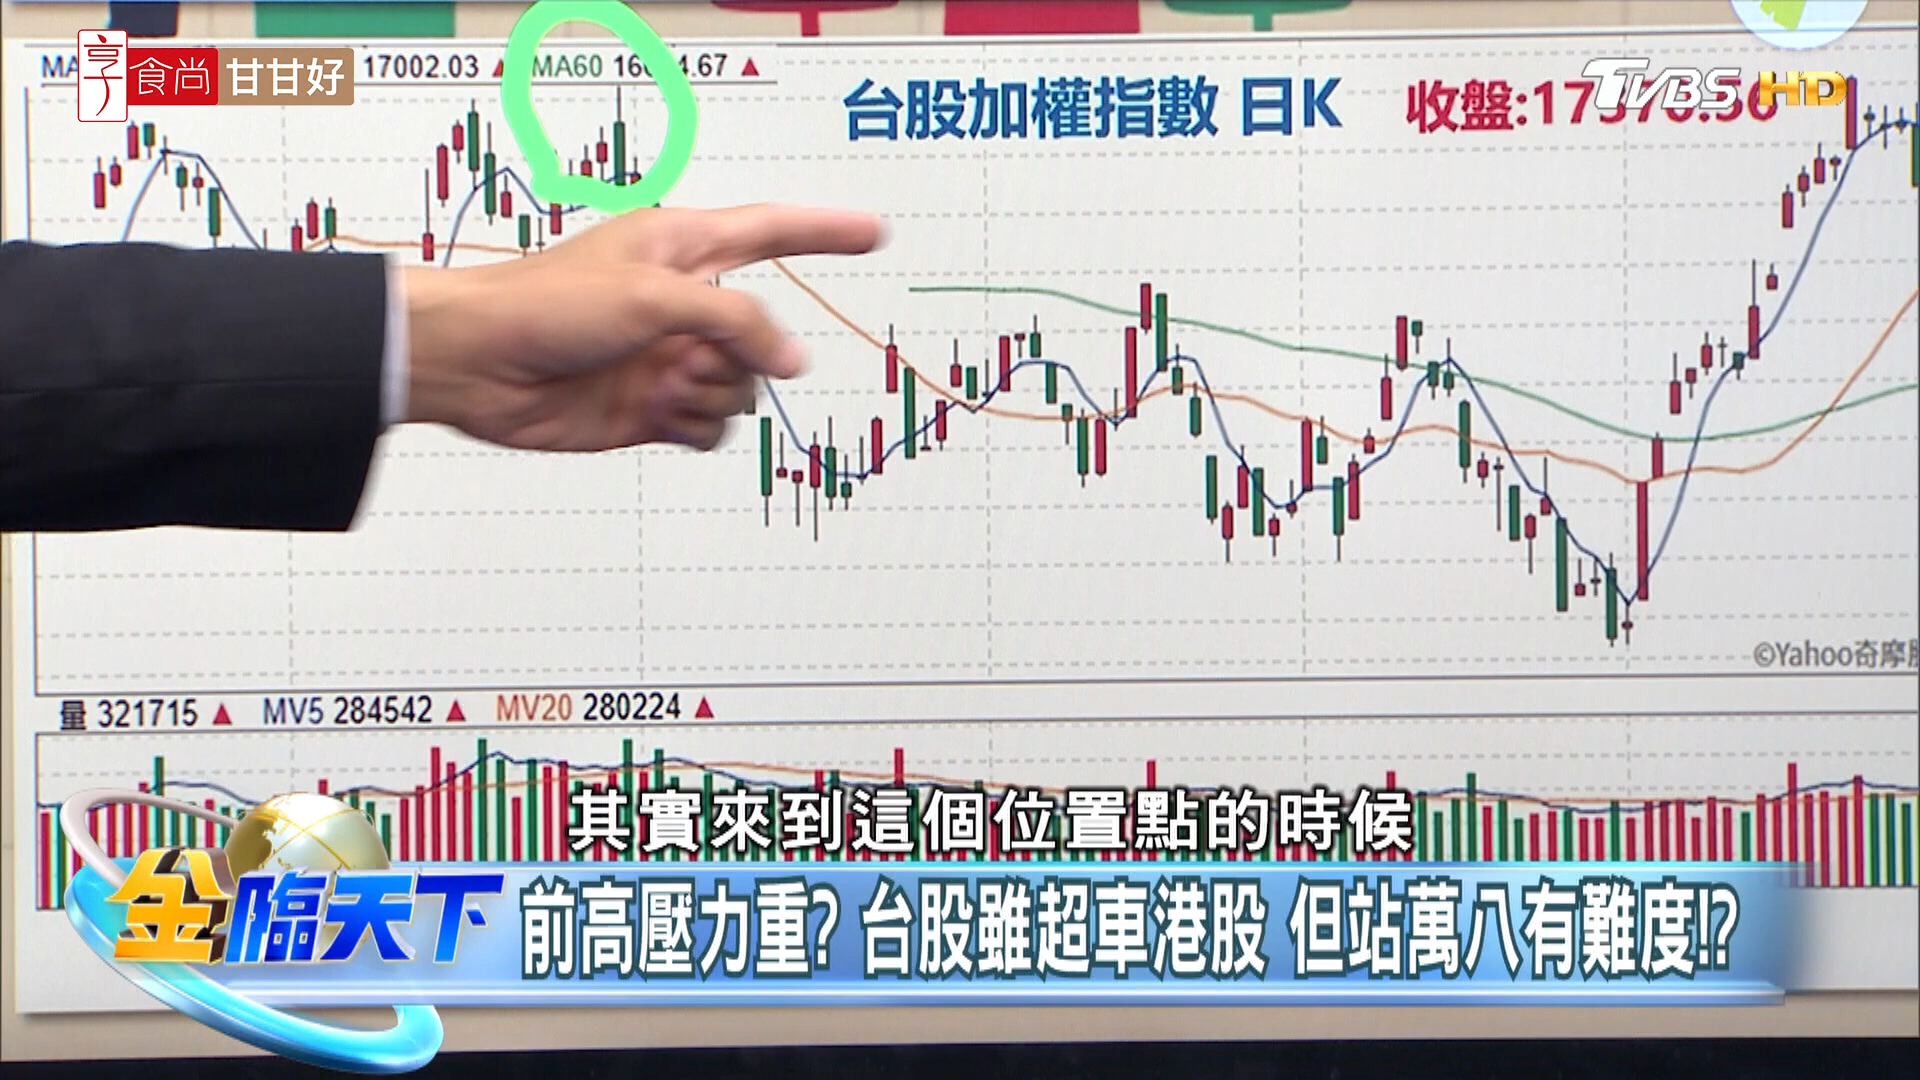 享 食尚 甘甘好
17002.03 ▲ MA60 ▲
台股加權指數 日K
收盤:
TVBS HD
©Yahoo奇摩
量 321715 ▲ MV5 284542 ▲ MV20 280224 ▲
其實來到這個位置點的時候
金臨天下
前高壓力重? 台股雖超車港股 但站萬八有難度!?